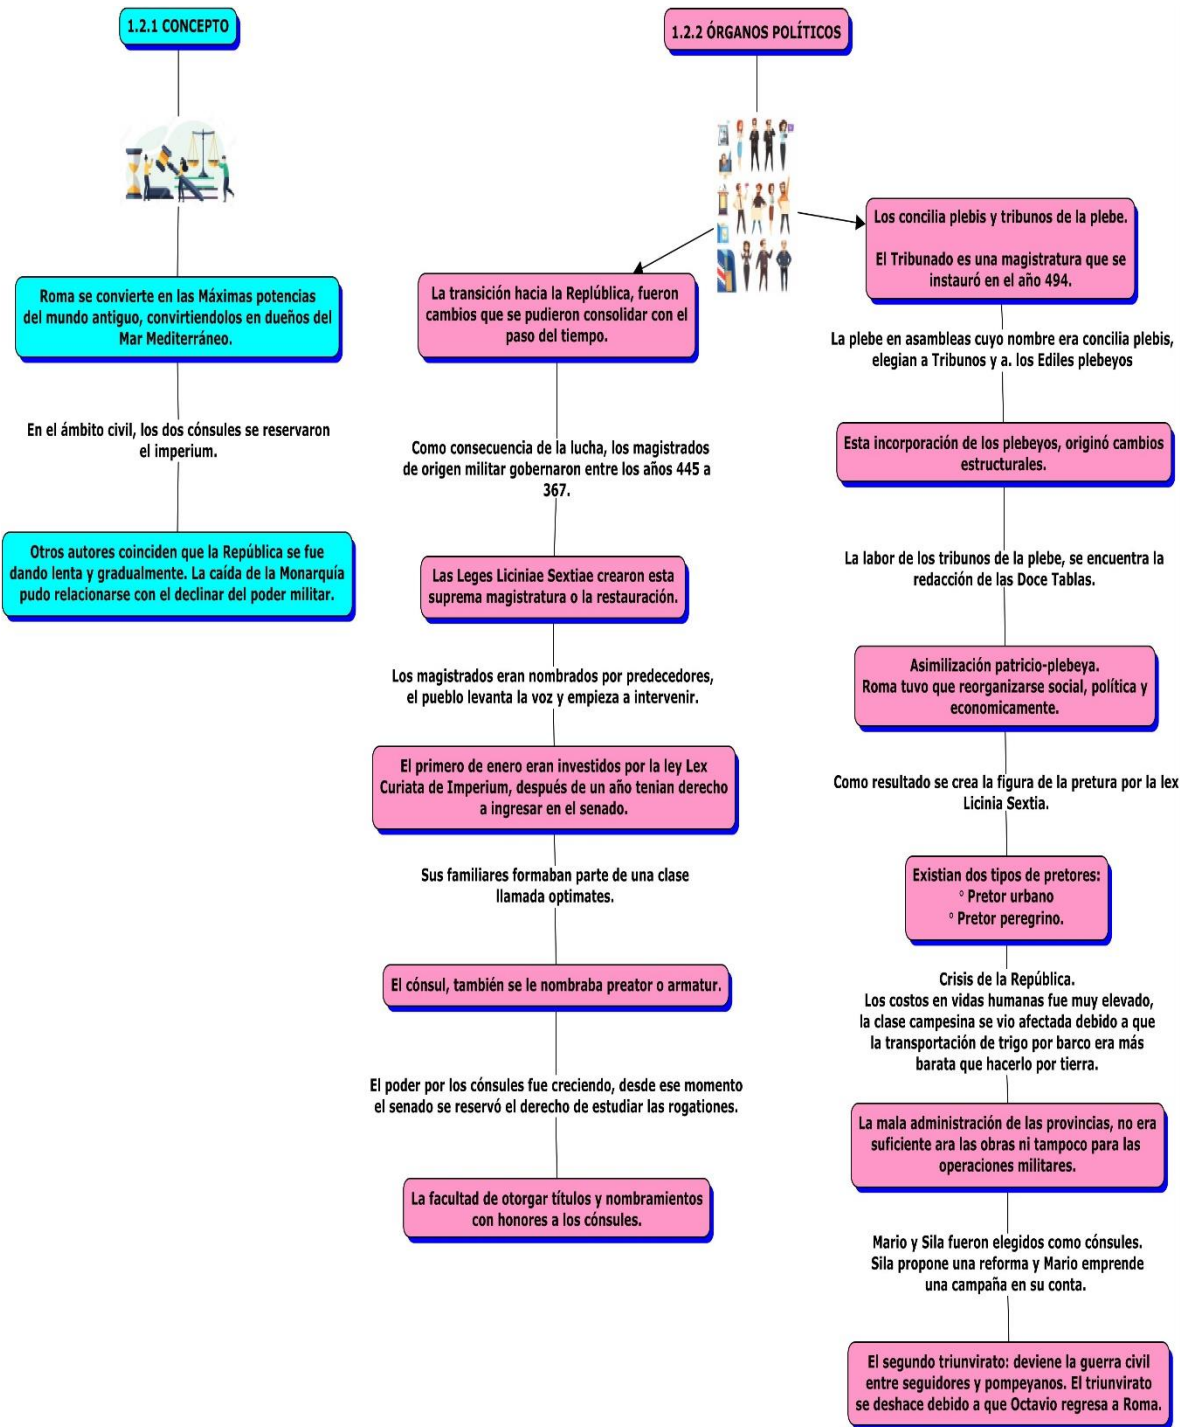 1.2.1 CONCEPTO
Roma se convierte en las Máximas potencias
del mundo antiguo, convirtiendolos en dueños del
Mar Mediterráneo.
En el ámbito civil, los dos cónsules se reservaron
el imperium.
Otros autores coinciden que la República se fue
dando lenta y gradualmente. La caída de la Monarquía
pudo relacionarse con el declinar del poder militar.
1.2.2 ÓRGANOS POLÍTICOS
La transición hacia la Replública, fueron
cambios que se pudieron consolidar con el
paso del tiempo.
Como consecuencia de la lucha, los magistrados
de origen militar gobernaron entre los años 445 a
367.
Las Leges Liciniae Sextiae crearon esta
suprema magistratura o la restauración.
Los magistrados eran nombrados por predecedores,
el pueblo levanta la voz y empieza a intervenir.
El primero de enero eran investidos por la ley Lex
Curiata de Imperium, después de un año tenian derecho
a ingresar en el senado.
Sus familiares formaban parte de una clase
llamada optimates.
El cónsul, también se le nombraba preator o armatur.
El poder por los cónsules fue creciendo, desde ese momento
el senado se reservó el derecho de estudiar las rogationes.
La facultad de otorgar títulos y nombramientos
con honores a los cónsules.
Los concilia plebis y tribunos de la plebe.
El Tribunado es una magistratura que se
instauró en el año 494.
La plebe en asambleas cuyo nombre era concilia plebis,
elegian a Tribunos y a. los Ediles plebeyos
Esta incorporación de los plebeyos, originó cambios
estructurales.
La labor de los tribunos de la plebe, se encuentra la
redacción de las Doce Tablas.
Asimilización patricio-plebeya.
Roma tuvo que reorganizarse social, política y
economicamente.
Como resultado se crea la figura de la pretura por la lex
Licinia Sextia.
Existian dos tipos de pretores:
° Pretor urbano
° Pretor peregrino.
Crisis de la República.
Los costos en vidas humanas fue muy elevado,
la clase campesina se vio afectada debido a que
la transportación de trigo por barco era más
barata que hacerlo por tierra.
La mala administración de las provincias, no era
suficiente ara las obras ni tampoco para las
operaciones militares.
Mario y Sila fueron elegidos como cónsules.
Sila propone una reforma y Mario emprende
una campaña en su conta.
El segundo triunvirato: deviene la guerra civil
entre seguidores y pompeyanos. El triunvirato
se deshace debido a que Octavio regresa a Roma.